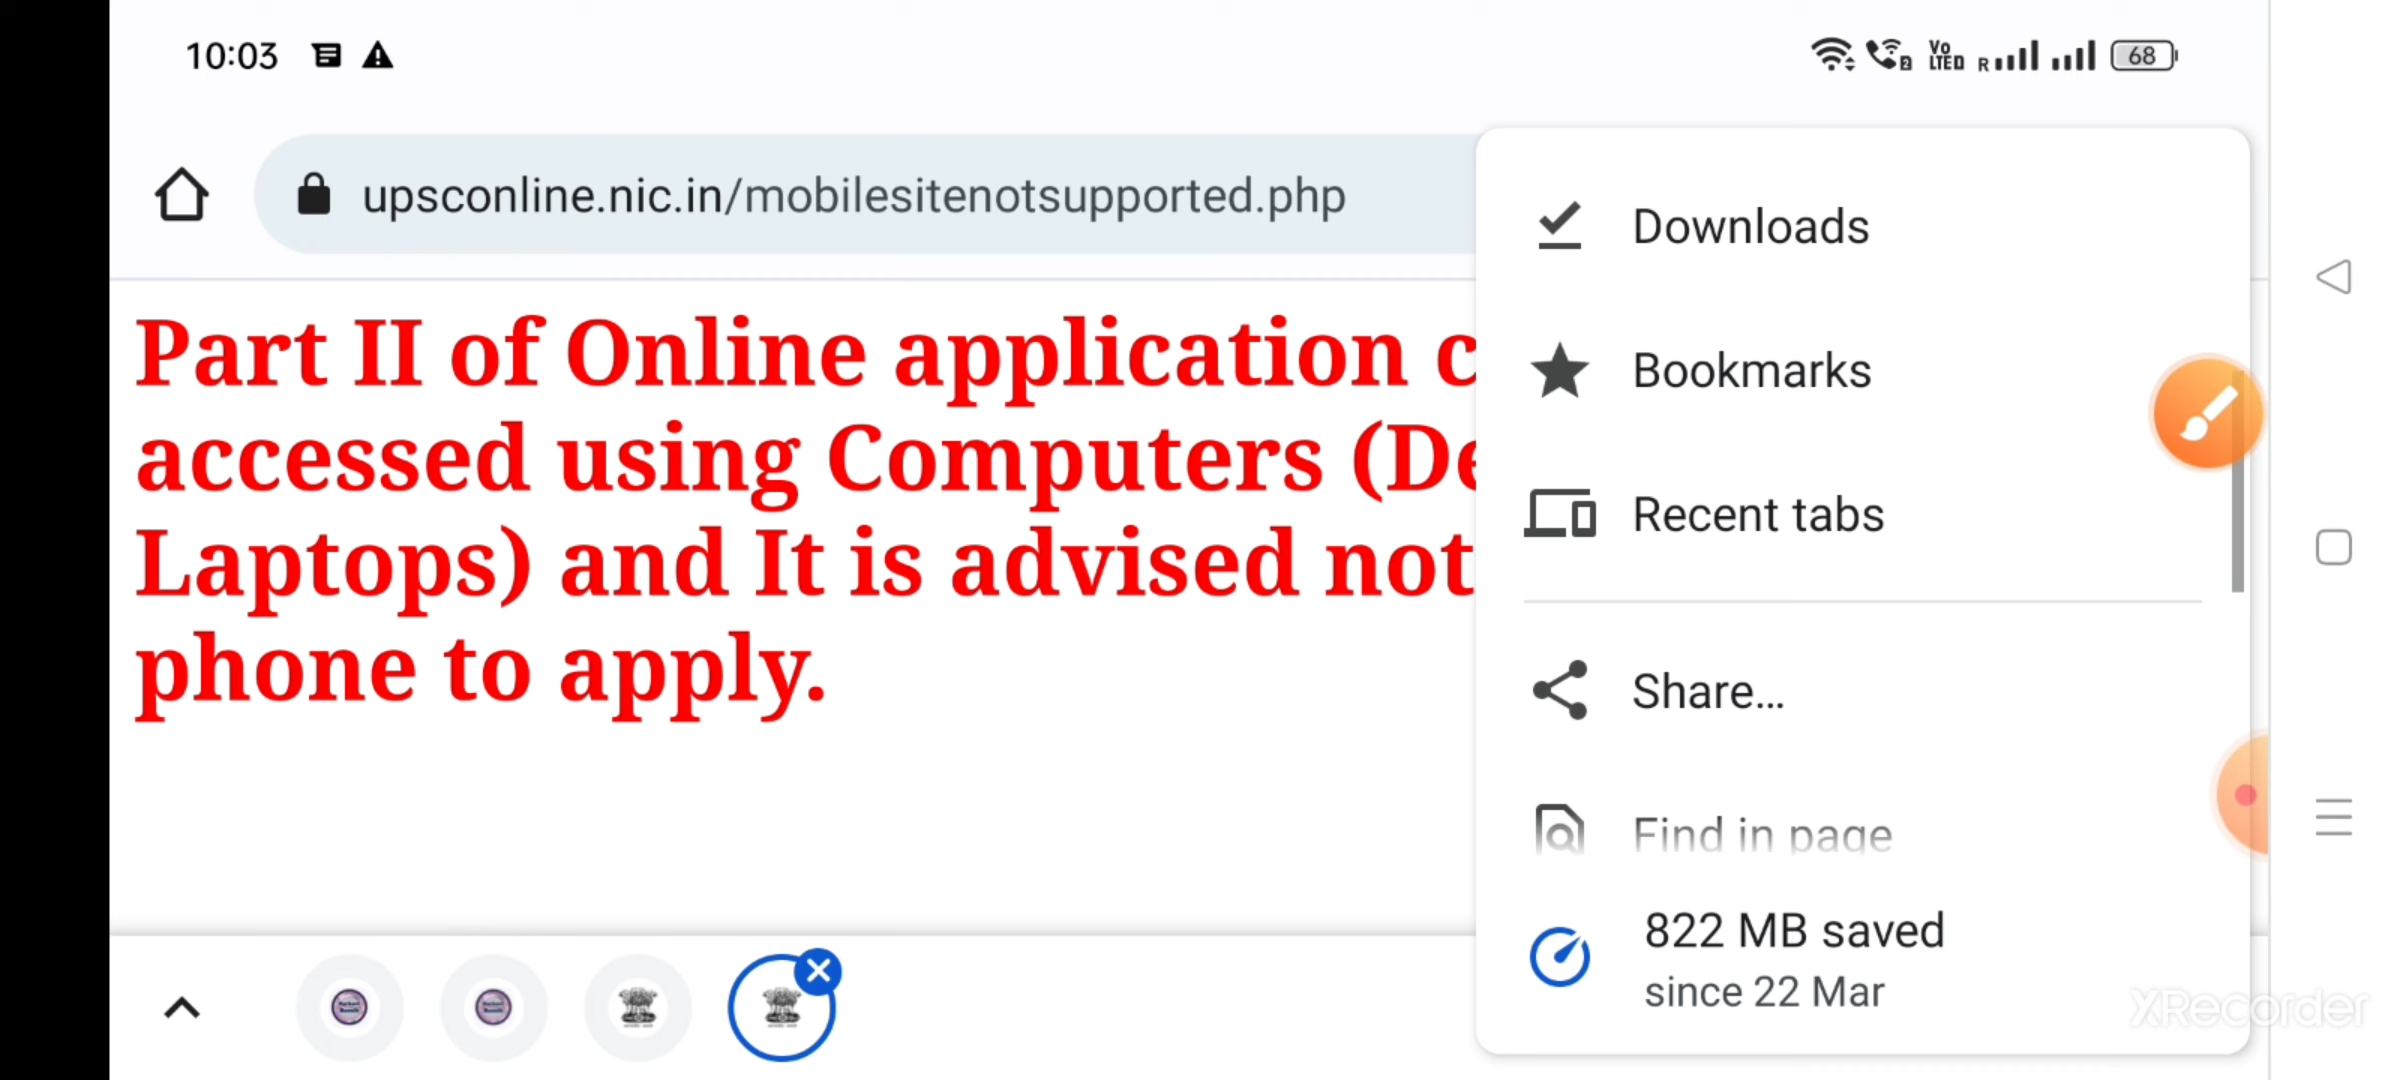 10:03
Vo
LTED
R
68
upsconline.nic.in/mobilesitenotsupported.php
Part II of Online application c
accessed using Computers (De
Laptops) and It is advised not
phone to apply.
Downloads
Bookmarks
Recent tabs
Share...
Find in page
822 MB saved
since 22 Mar
XRecorder